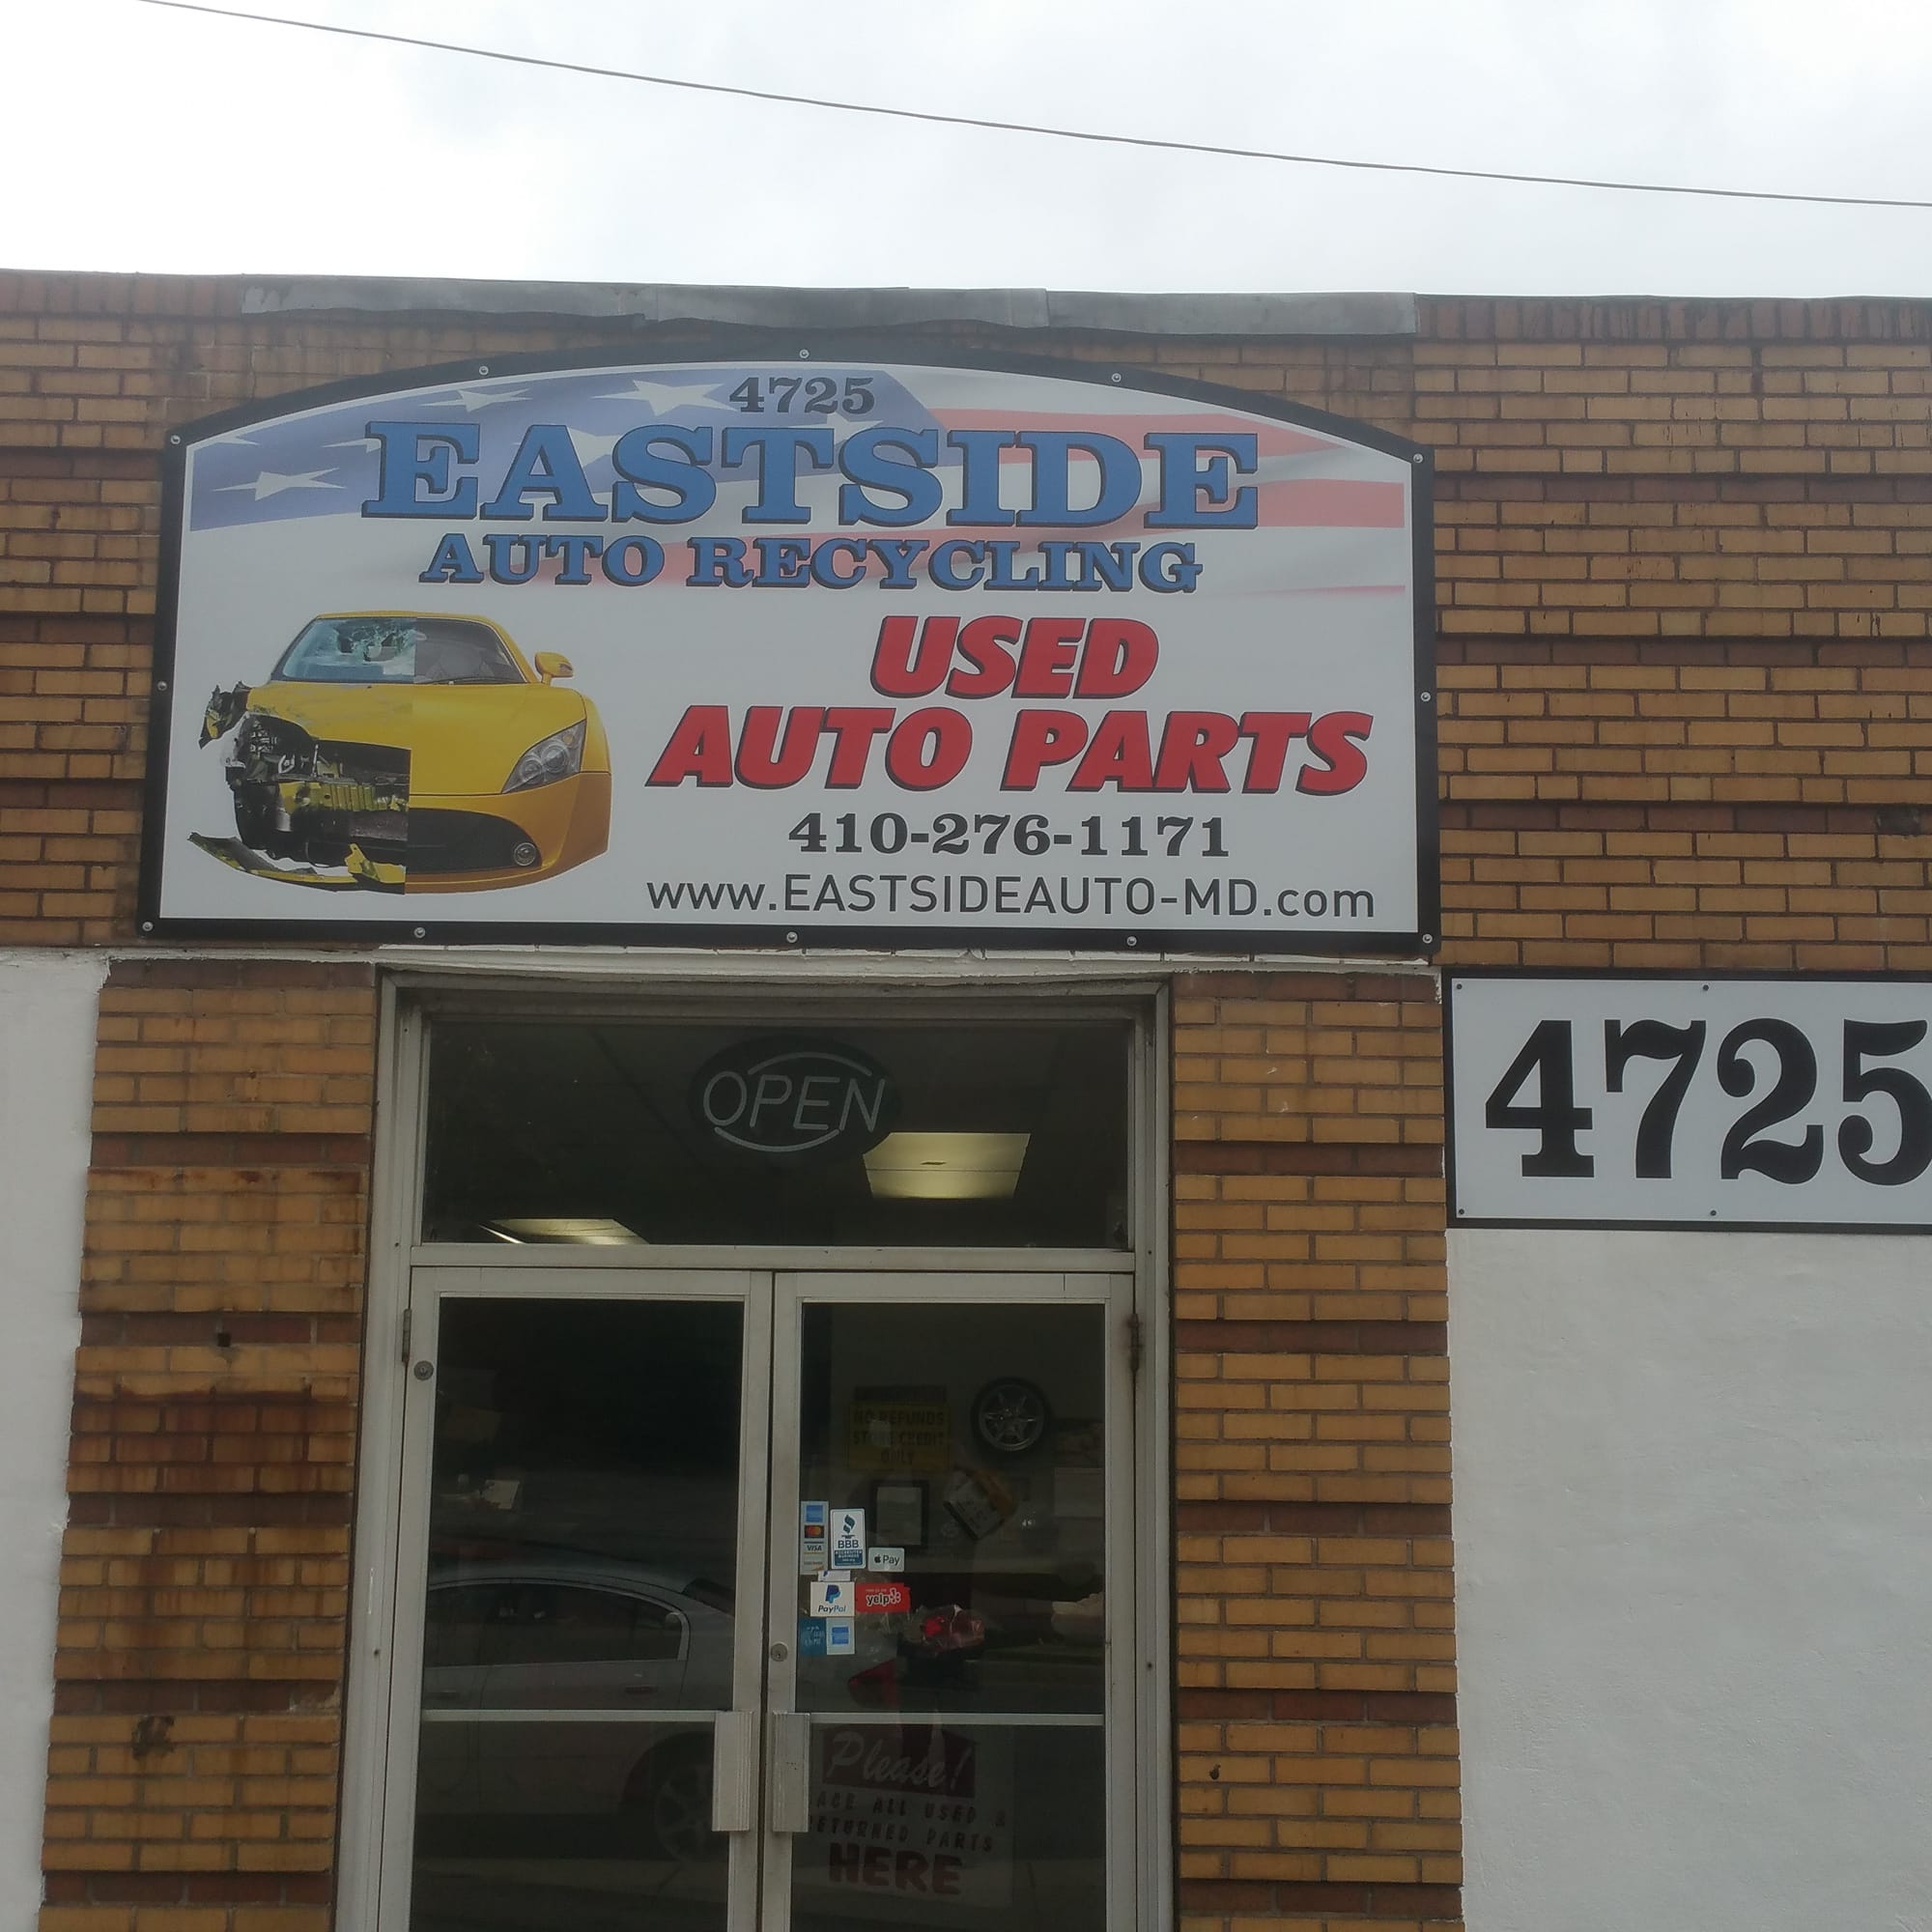 4725
EASTSIDE
AUTO RECYCLING
USED
AUTO PARTS
410-276-1171
www.EASTSIDEAUTO-MD.com
4725
OPEN
NO REFUNDS
STORE CREDIT
ONLY
VISA
BBB
Pay
PayPal
yelp
Please!
ALL USED &
RETURNED PARTS
HERE